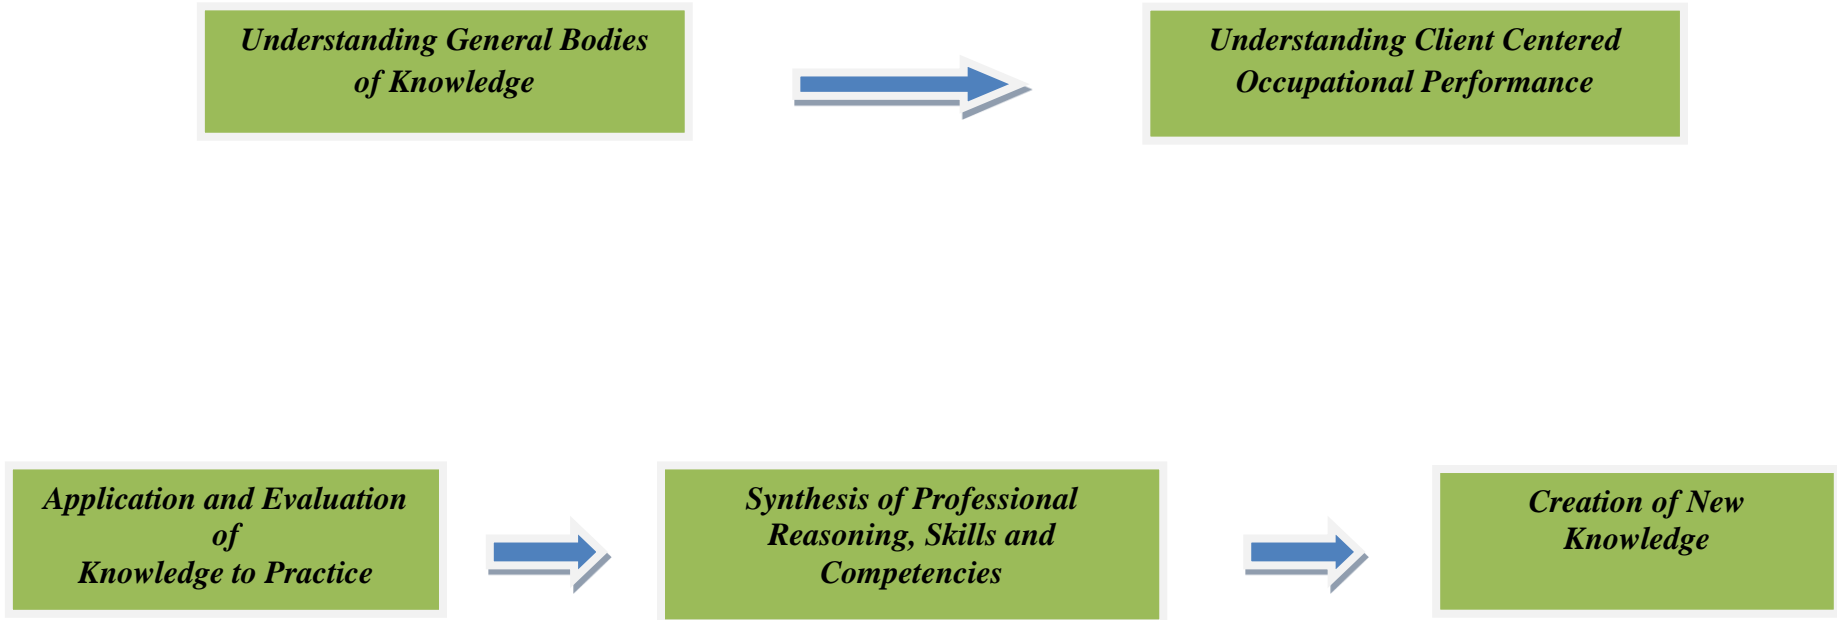 Understanding General Bodies
of Knowledge
Understanding Client Centered
Occupational Performance
Application and Evaluation
of
Knowledge to Practice
Synthesis of Professional
Reasoning, Skills and
Competencies
Creation of New
Knowledge